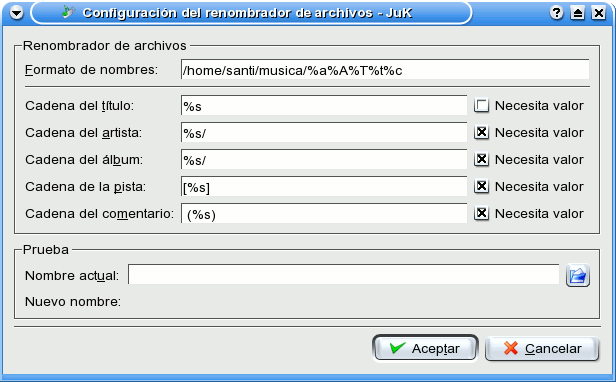 Configuración del renombrador de archivos - JuK
Renombrador de archivos
Formato de nombres: /home/santi/musica/%a%A%T%t%c
Cadena del título: %s Necesita valor
Cadena del artista: %s/ Necesita valor
Cadena del álbum: %s/ Necesita valor
Cadena de la pista: [%s] Necesita valor
Cadena del comentario: (%s) Necesita valor
Prueba
Nombre actual:
Nuevo nombre:
Aceptar Cancelar